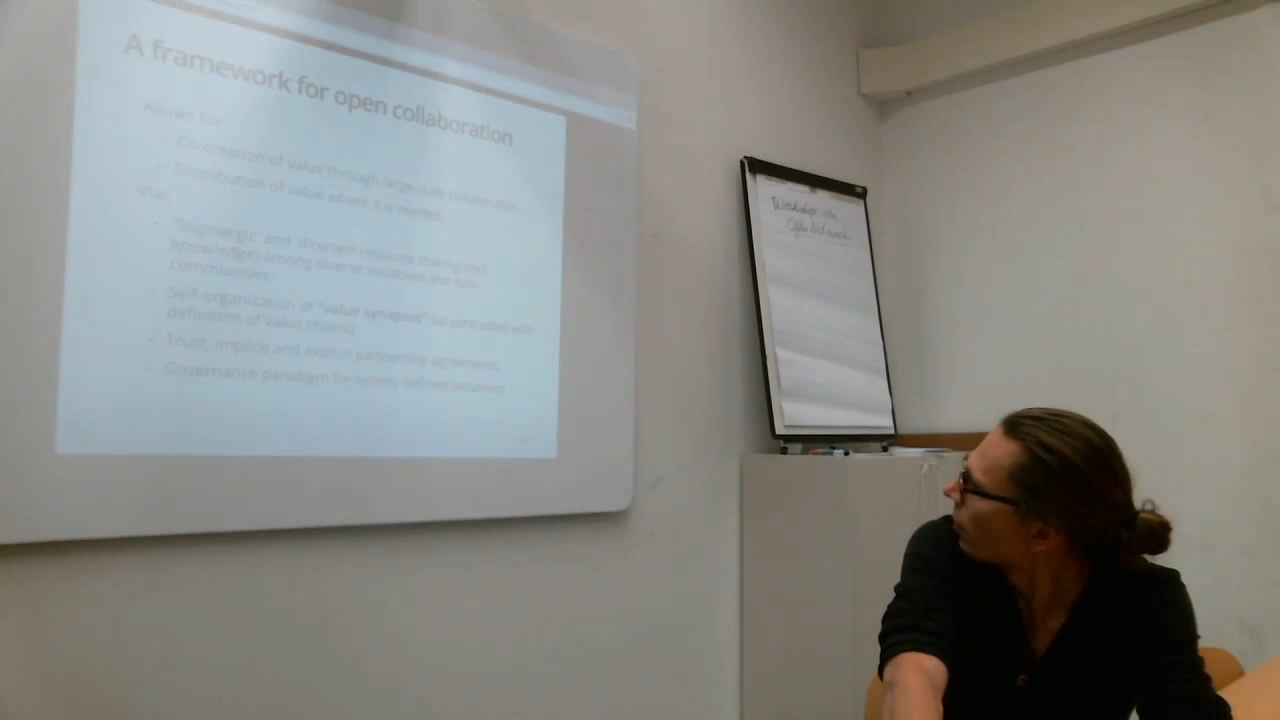 A framework for open collaboration
Allows for:
- Co-creation of value through large scale collaboration;
- Distribution of value where it is needed;
Via:
- "Stigmergic and directed" resource sharing (incl.
knowledge) among diverse initiatives and sub-
communities;
- Self-organization of "value synapses" (as contrasted with
definition of value chains);
- Trust, implicit and explicit partnership agreements;
- Governance paradigm for
Workshop on
Offer Networks